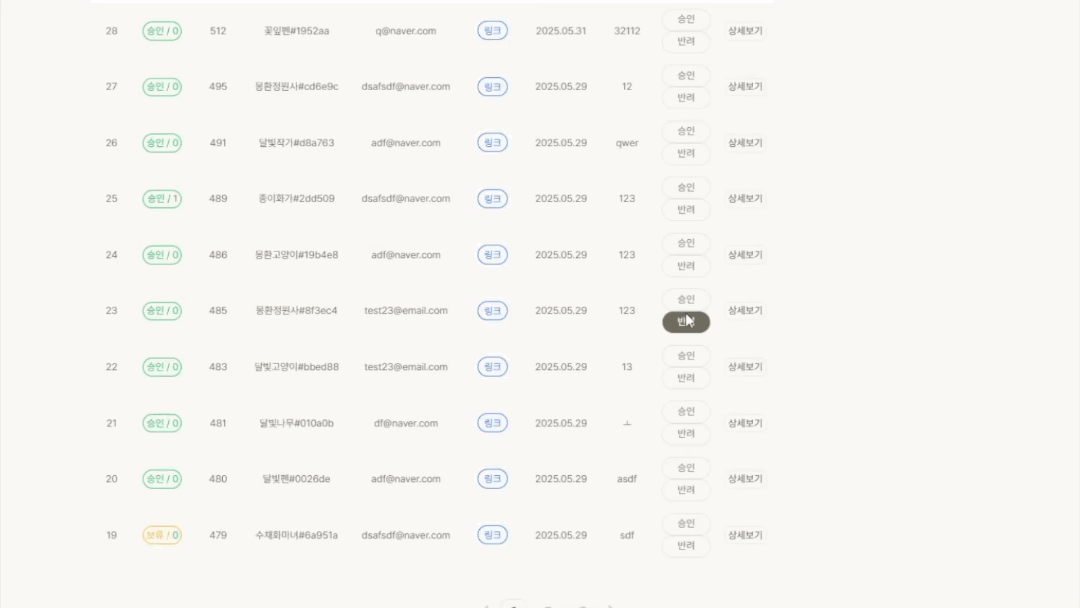 28 승인 / 0 512 꽃잎펜#1952aa q@naver.com 링크 2025.05.31 32112 승인 반려 상세보기
27 승인 / 0 495 몽환정원사#cd6e9c dsafsdf@naver.com 링크 2025.05.29 12 승인 반려 상세보기
26 승인 / 0 491 달빛작가#d8a763 adf@naver.com 링크 2025.05.29 qwer 승인 반려 상세보기
25 승인 / 1 489 종이화가#2dd509 dsafsdf@naver.com 링크 2025.05.29 123 승인 반려 상세보기
24 승인 / 0 486 몽환고양이#19b4e8 adf@naver.com 링크 2025.05.29 123 승인 반려 상세보기
23 승인 / 0 485 몽환정원사#8f3ec4 test23@email.com 링크 2025.05.29 123 승인 반려 상세보기
22 승인 / 0 483 달빛고양이#bbed88 test23@email.com 링크 2025.05.29 13 승인 반려 상세보기
21 승인 / 0 481 달빛나무#010a0b df@naver.com 링크 2025.05.29 ㅗ 승인 반려 상세보기
20 승인 / 0 480 달빛펜#0026de adf@naver.com 링크 2025.05.29 asdf 승인 반려 상세보기
19 보류 / 0 479 수채화마녀#6a951a dsafsdf@naver.com 링크 2025.05.29 sdf 승인 반려 상세보기